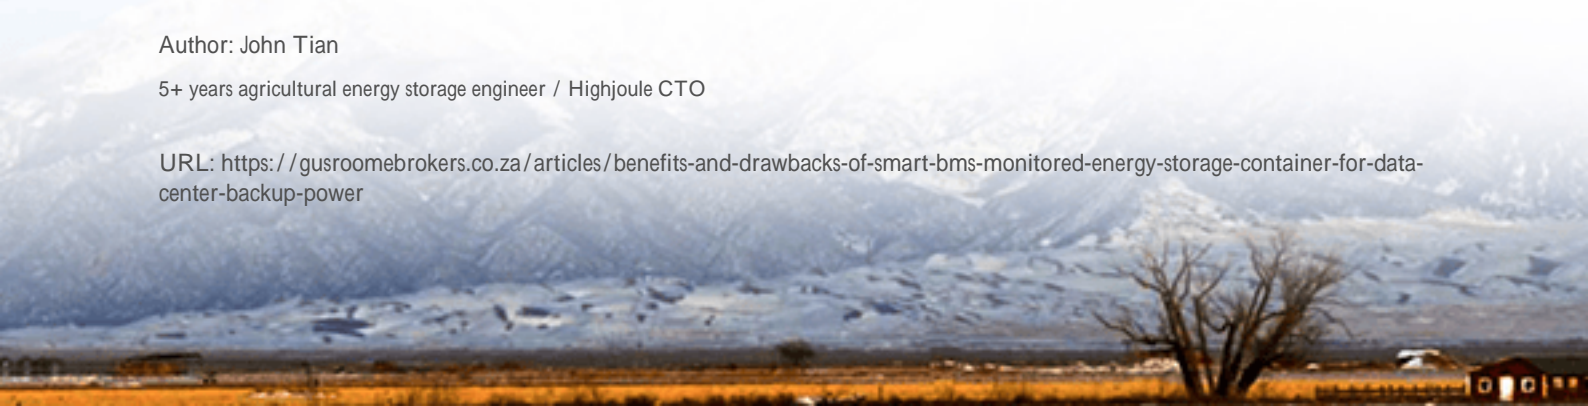 Author: John Tian
5+ years agricultural energy storage engineer / Highjoule CTO
URL: https://gusroomebrokers.co.za/articles/benefits-and-drawbacks-of-smart-bms-monitored-energy-storage-container-for-data-
center-backup-power